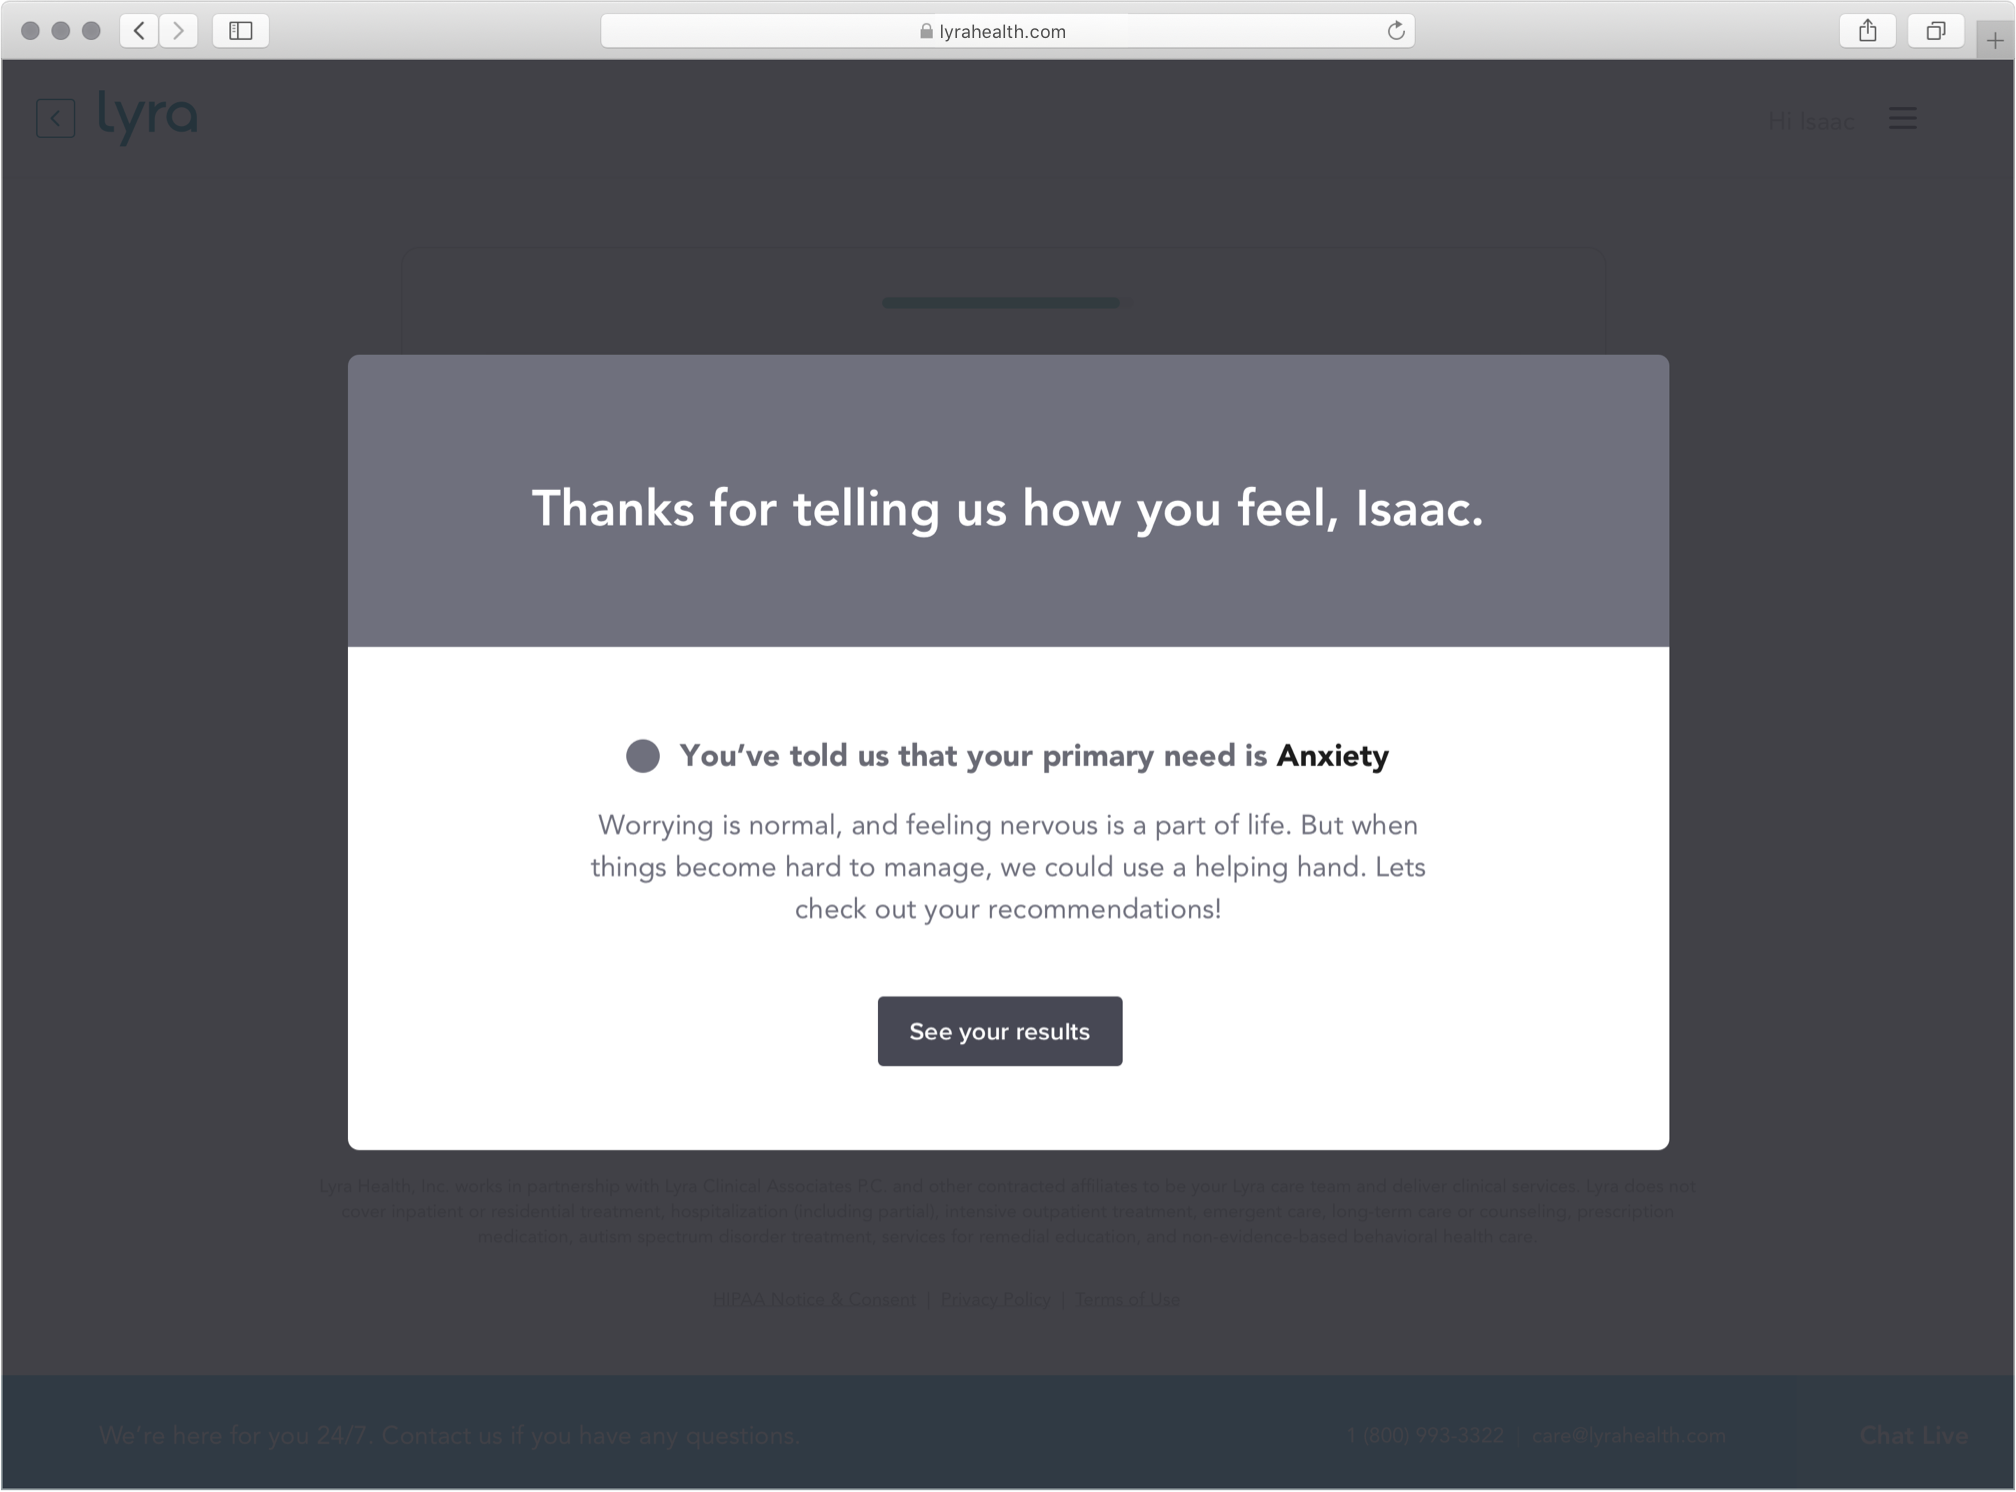 lyrahealth.com
lyra
Hi Isaac
Thanks for telling us how you feel, Isaac.
You've told us that your primary need is Anxiety
Worrying is normal, and feeling nervous is a part of life. But when
things become hard to manage, we could use a helping hand. Lets
check out your recommendations!
See your results
Lyra Health, Inc. works in partnership with Lyra Clinical Associates P.C. and other contracted affiliates to be your Lyra care team and deliver clinical services. Lyra does not
cover inpatient or residential treatment, hospitalization (including partial), intensive outpatient treatment, emergent care, long-term care or counseling, prescription
medication, autism spectrum disorder treatment, services for remedial education, and non-evidence-based behavioral health care.
HIPAA Notice & Consent | Privacy Policy | Terms of Use
We're here for you 24/7. Contact us if you have any questions.
1 (800) 993-3322 | care@lyrahealth.com
Chat Live